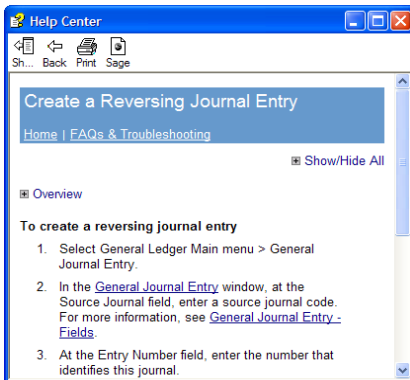 Help Center
Sh... Back Print Sage
Create a Reversing Journal Entry
Home | FAQs & Troubleshooting
Show/Hide All
Overview
To create a reversing journal entry
1. Select General Ledger Main menu > General
Journal Entry.
2. In the General Journal Entry window, at the
Source Journal field, enter a source journal code.
For more information, see General Journal Entry -
Fields.
3. At the Entry Number field, enter the number that
identifies this journal.